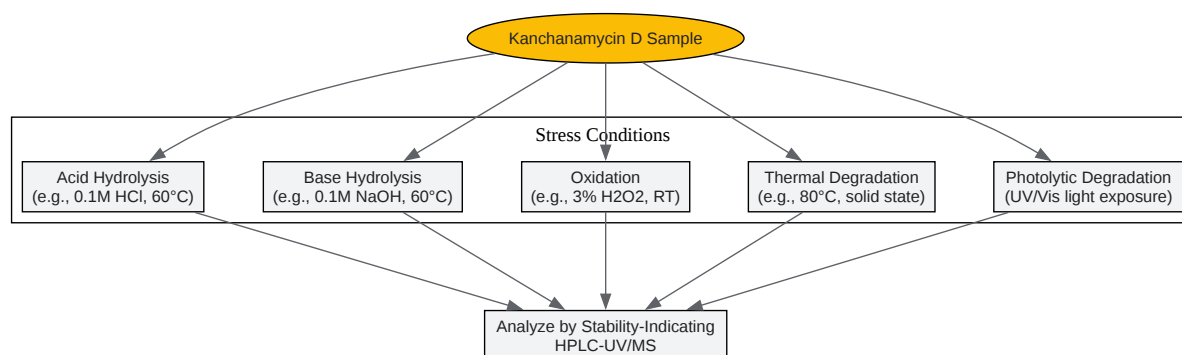 Kanchanamycin D Sample
Stress Conditions
Acid Hydrolysis
(e.g., 0.1M HCl, 60°C)
Base Hydrolysis
(e.g., 0.1M NaOH, 60°C)
Oxidation
(e.g., 3% H2O2, RT)
Thermal Degradation
(e.g., 80°C, solid state)
Photolytic Degradation
(UV/Vis light exposure)
Analyze by Stability-Indicating
HPLC-UV/MS